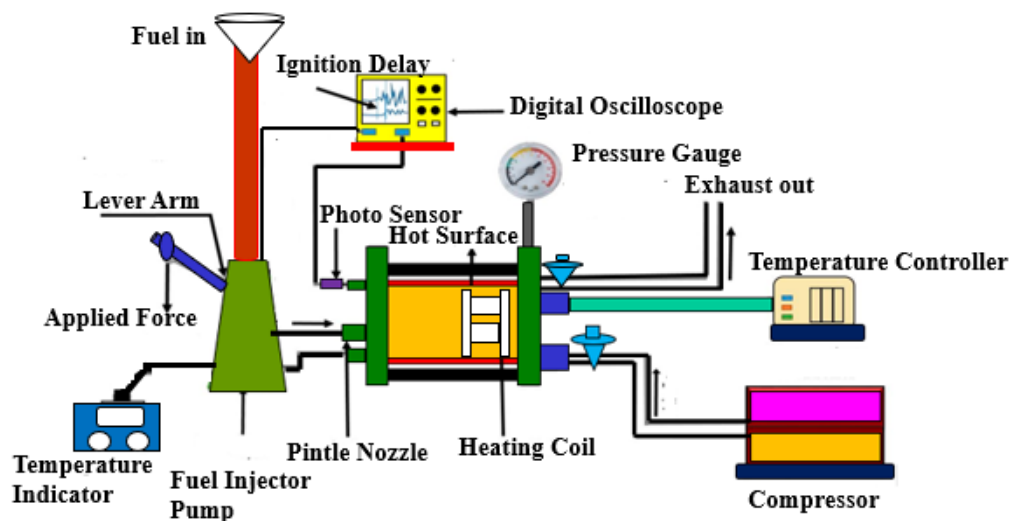 Fuel in
Ignition Delay
Digital Oscilloscope
Pressure Gauge
Exhaust out
Lever Arm
Photo Sensor
Hot Surface
Temperature Controller
Applied Force
Pintle Nozzle
Heating Coil
Temperature
Indicator
Fuel Injector
Pump
Compressor